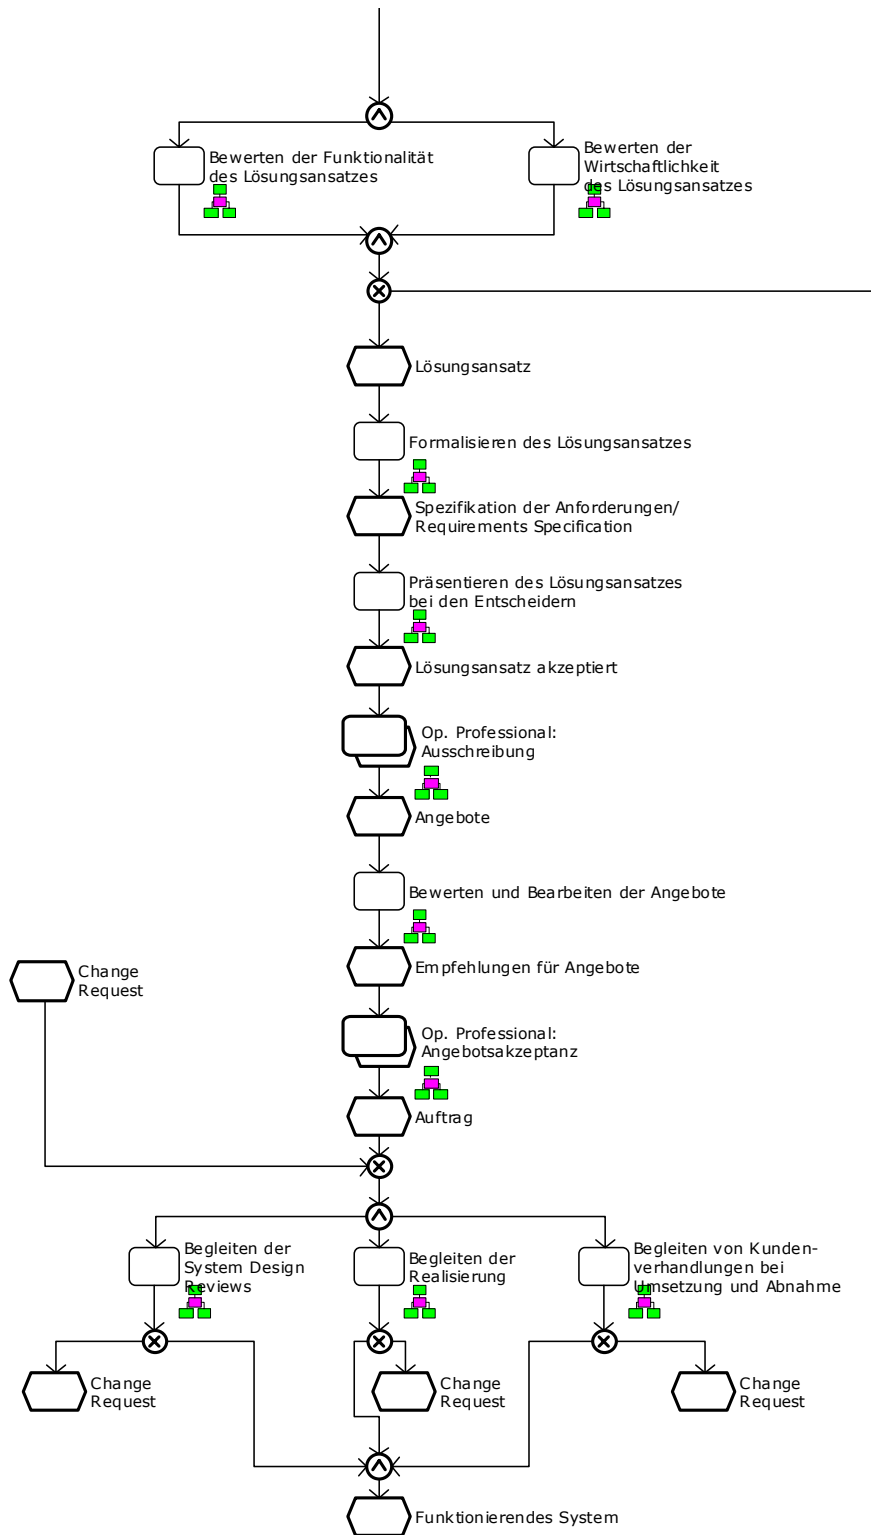 Bewerten der Funktionalität
des Lösungsansatzes
Bewerten der
Wirtschaftlichkeit
des Lösungsansatzes
Lösungsansatz
Formalisieren des Lösungsansatzes
Spezifikation der Anforderungen/
Requirements Specification
Präsentieren des Lösungsansatzes
bei den Entscheidern
Lösungsansatz akzeptiert
Op. Professional:
Ausschreibung
Angebote
Bewerten und Bearbeiten der Angebote
Empfehlungen für Angebote
Change
Request
Op. Professional:
Angebotsakzeptanz
Auftrag
Begleiten der
System Design
Reviews
Begleiten der
Realisierung
Begleiten von Kunden-
verhandlungen bei
Umsetzung und Abnahme
Change
Request
Change
Request
Change
Request
Funktionierendes System